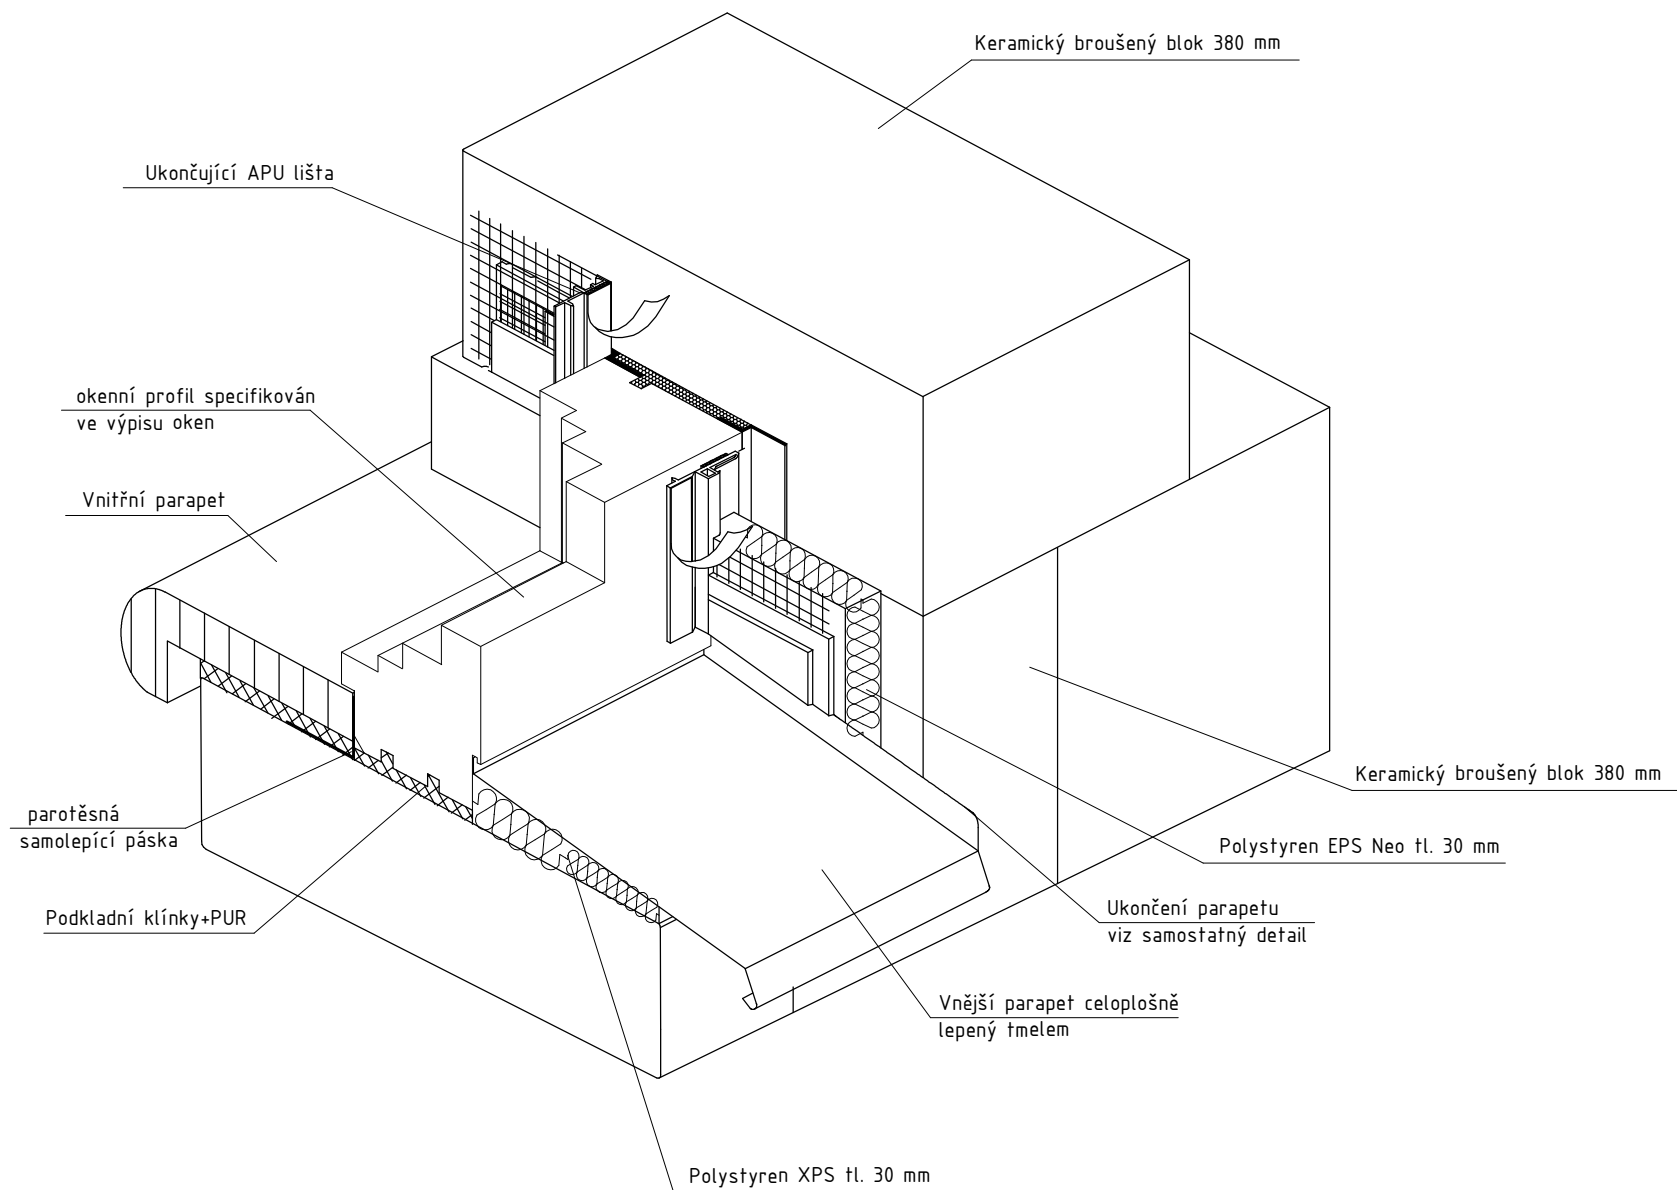 Keramický broušený blok 380 mm
Ukončující APU lišta
okenní profil specifikován
ve výpisu oken
Vnitřní parapet
parotěsná
samolepící páska
Podkladní klínky+PUR
Keramický broušený blok 380 mm
Polystyren EPS Neo tl. 30 mm
Ukončení parapetu
viz samostatný detail
Vnější parapet celoplošně
lepený tmelem
Polystyren XPS tl. 30 mm